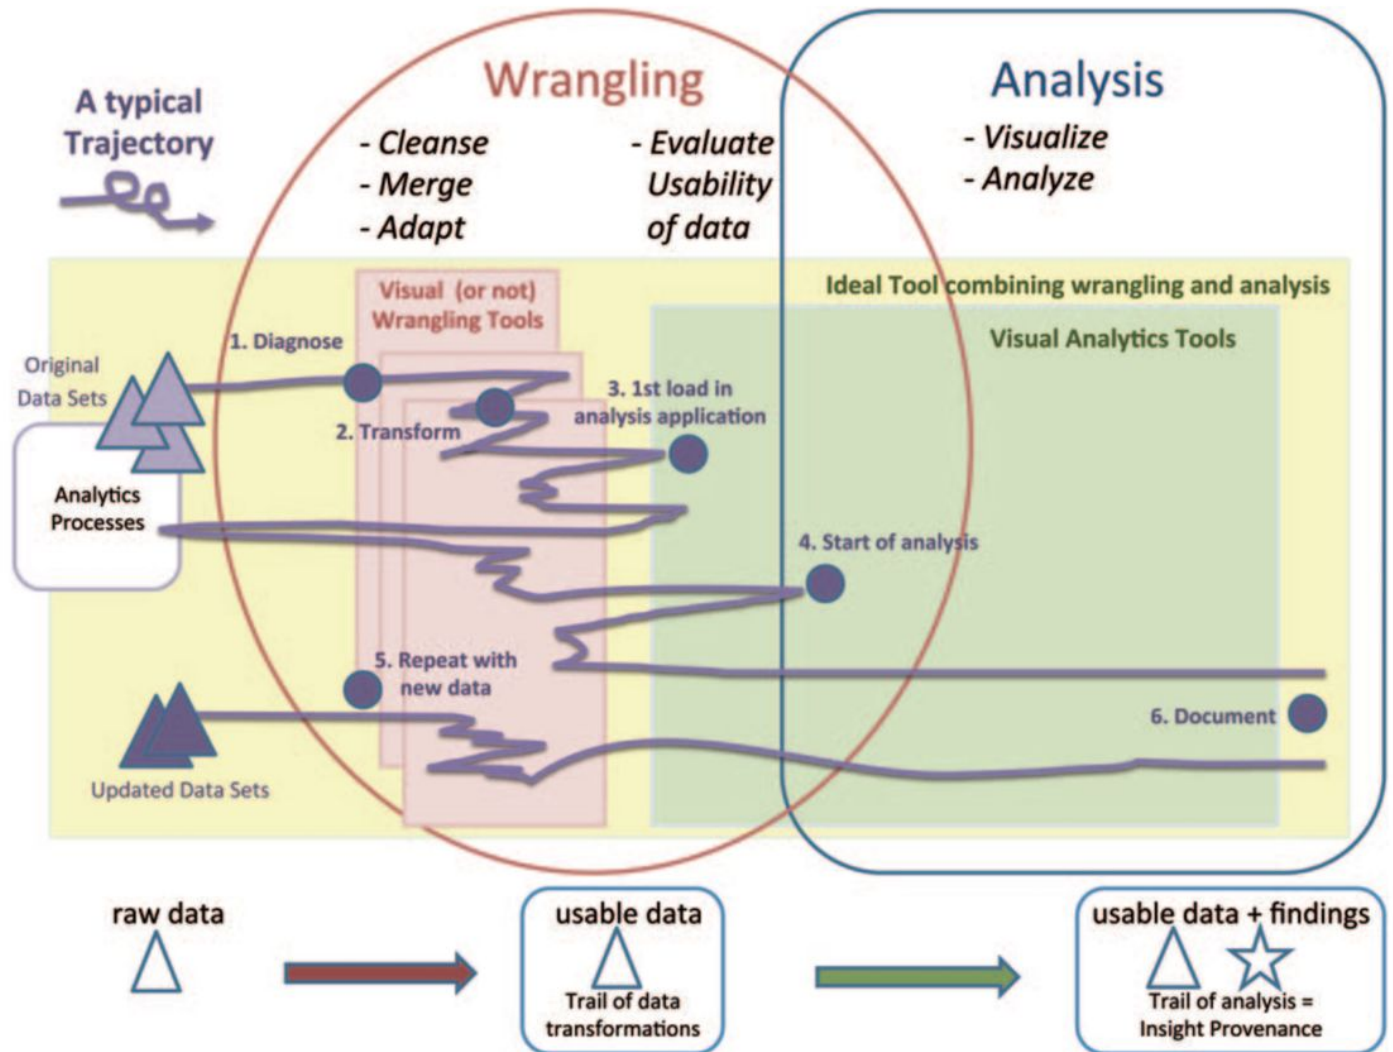 Wrangling
Analysis
A typical
Trajectory
- Cleanse
- Merge
- Adapt
- Evaluate
Usability
of data
- Visualize
- Analyze
Ideal Tool combining wrangling and analysis
Visual (or not)
Wrangling Tools
Visual Analytics Tools
1. Diagnose
Original
Data Sets
2. Transform
3. 1st load in
analysis application
Analytics
Processes
4. Start of analysis
5. Repeat with
new data
6. Document
Updated Data Sets
raw data
usable data
Trail of data
transformations
usable data + findings
Trail of analysis =
Insight Provenance